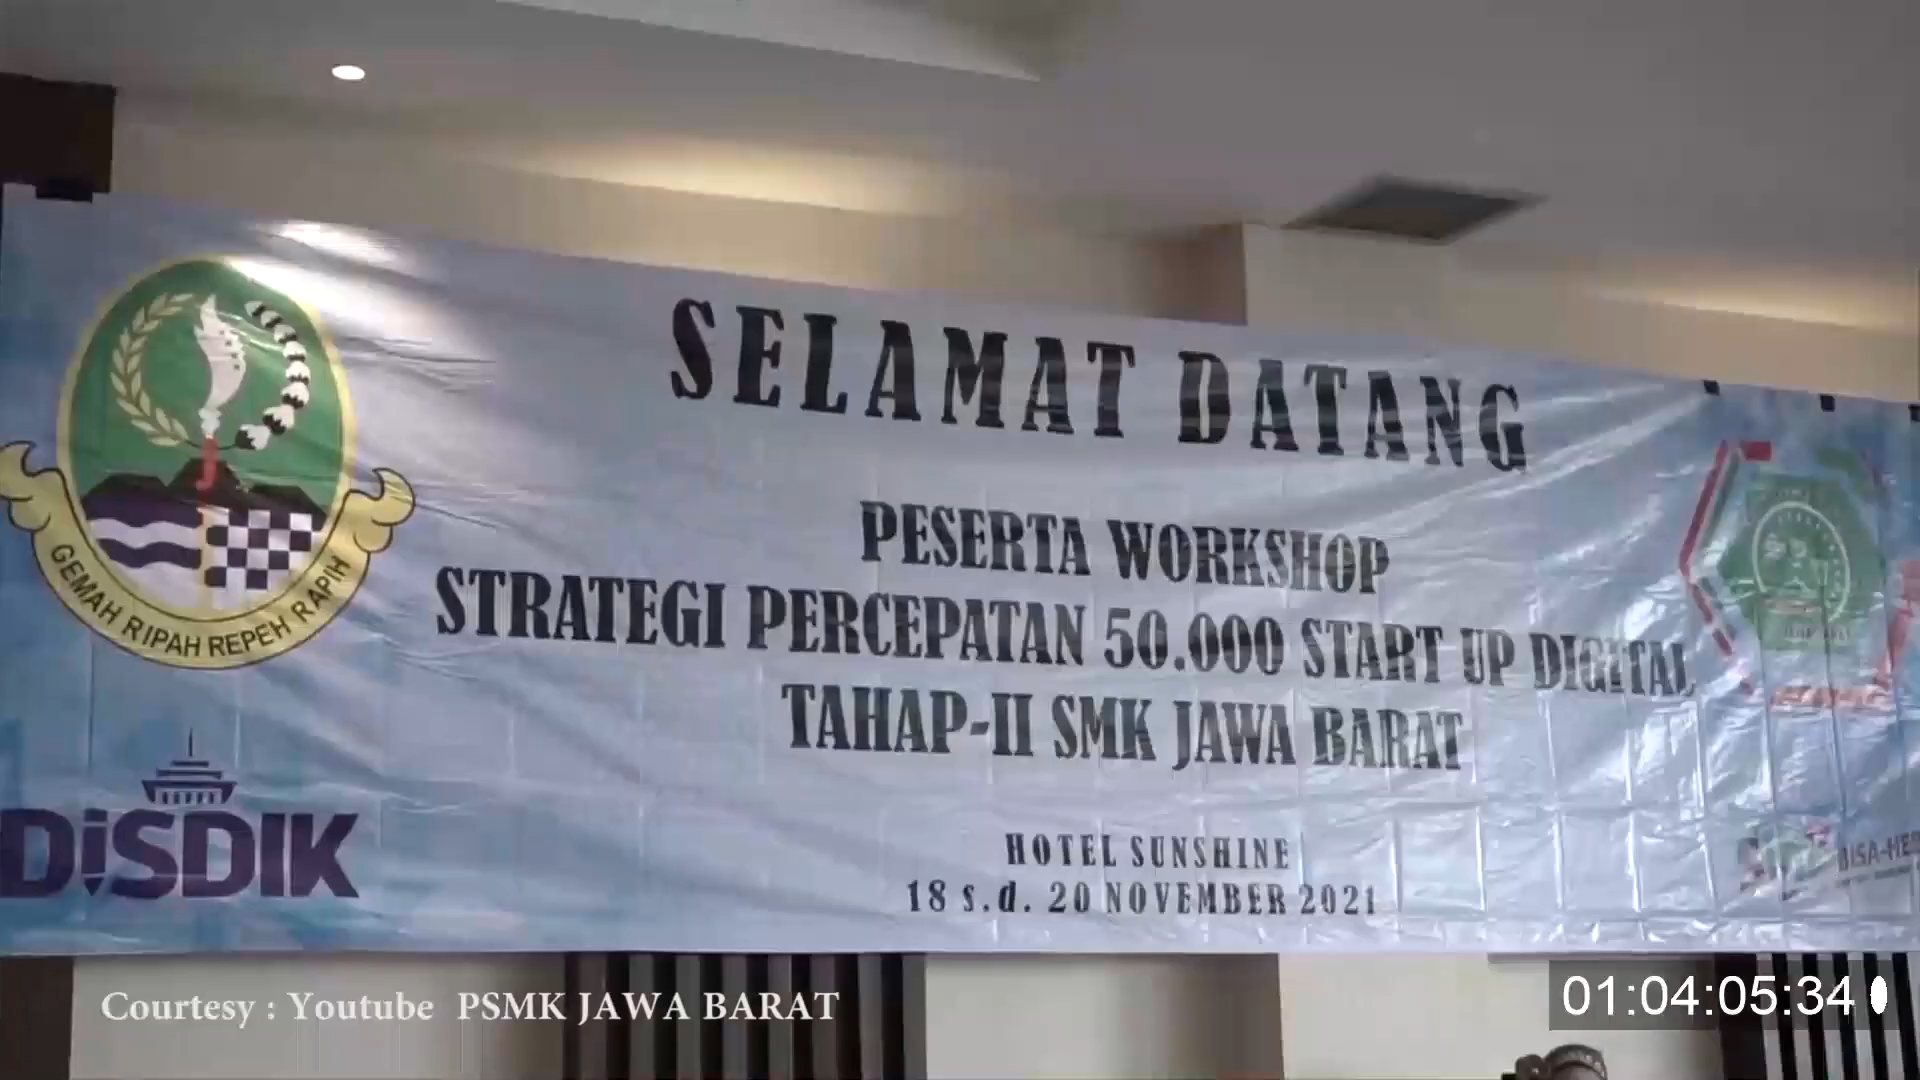 SELAMAT DATANG
PESERTA WORKSHOP
STRATEGI PERCEPATAN 50.000 START UP DIGITAL
TAHAP-II SMK JAWA BARAT
HOTEL SUNSHINE
18 s.d. 20 NOVEMBER 2021
GEMAH RIPAH REPEH RAPIH
DiSDIK
Courtesy : Youtube PSMK JAWA BARAT
01:04:05:34